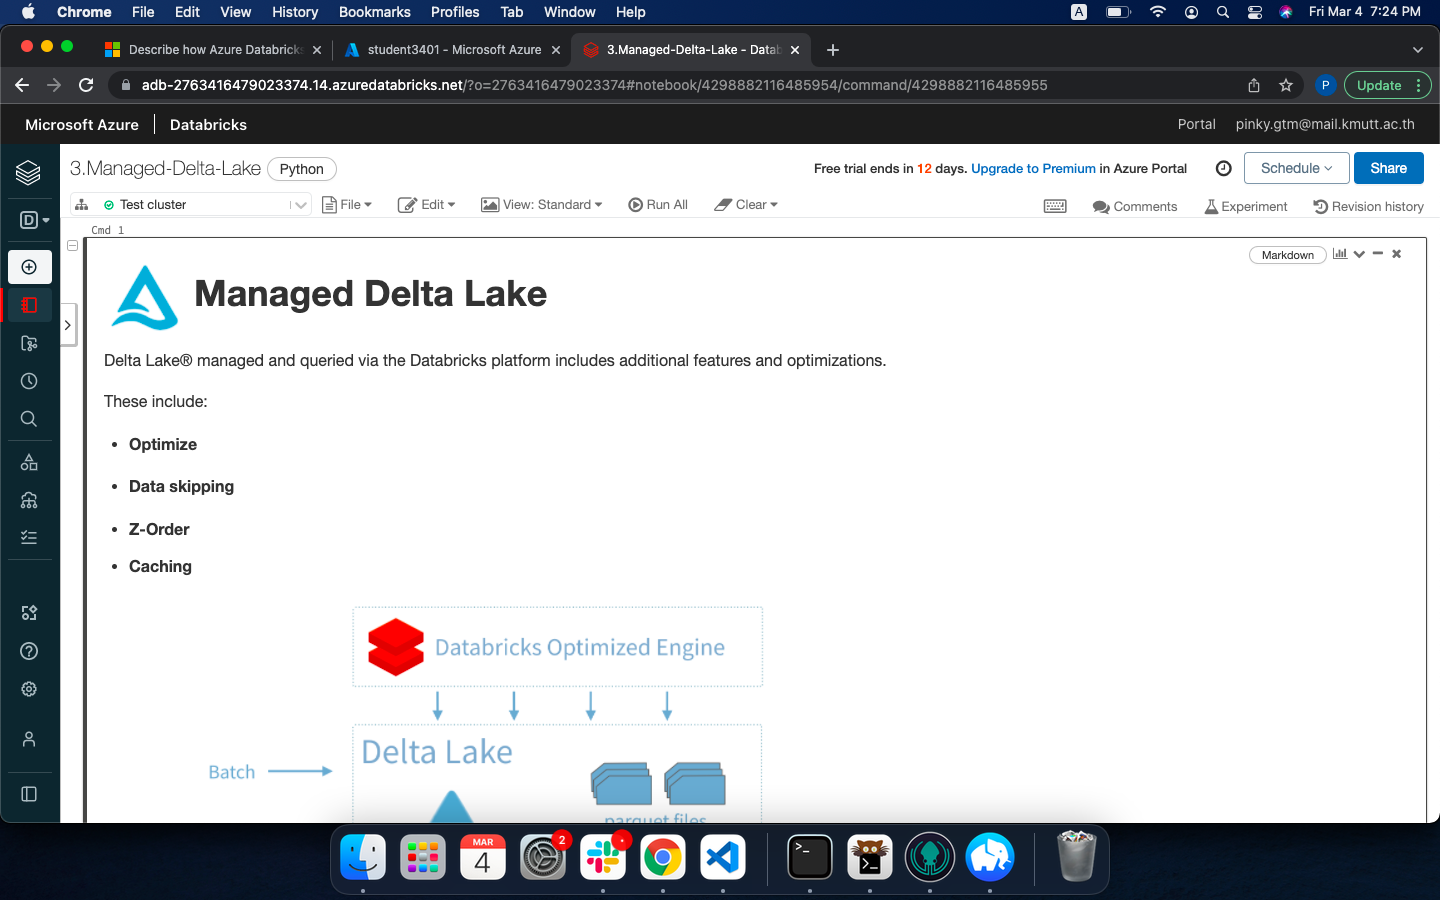 Chrome File Edit View History Bookmarks Profiles Tab Window Help A Fri Mar 4 7:24 PM
Describe how Azure Databricks student3401 - Microsoft Azure 3.Managed-Delta-Lake - Datab
adb-2763416479023374.14.azuredatabricks.net/?o=2763416479023374#notebook/4298882116485954/command/4298882116485955 P Update
Microsoft Azure Databricks Portal pinky.gtm@mail.kmutt.ac.th
3.Managed-Delta-Lake Python Free trial ends in 12 days. Upgrade to Premium in Azure Portal Schedule Share
D Test cluster File Edit View: Standard Run All Clear Comments Experiment Revision history
Cmd 1
Markdown
Managed Delta Lake
Delta Lake® managed and queried via the Databricks platform includes additional features and optimizations.
These include:
• Optimize
• Data skipping
• Z-Order
• Caching
Databricks Optimized Engine
Delta Lake
Batch
parquet files
MAR 4 2